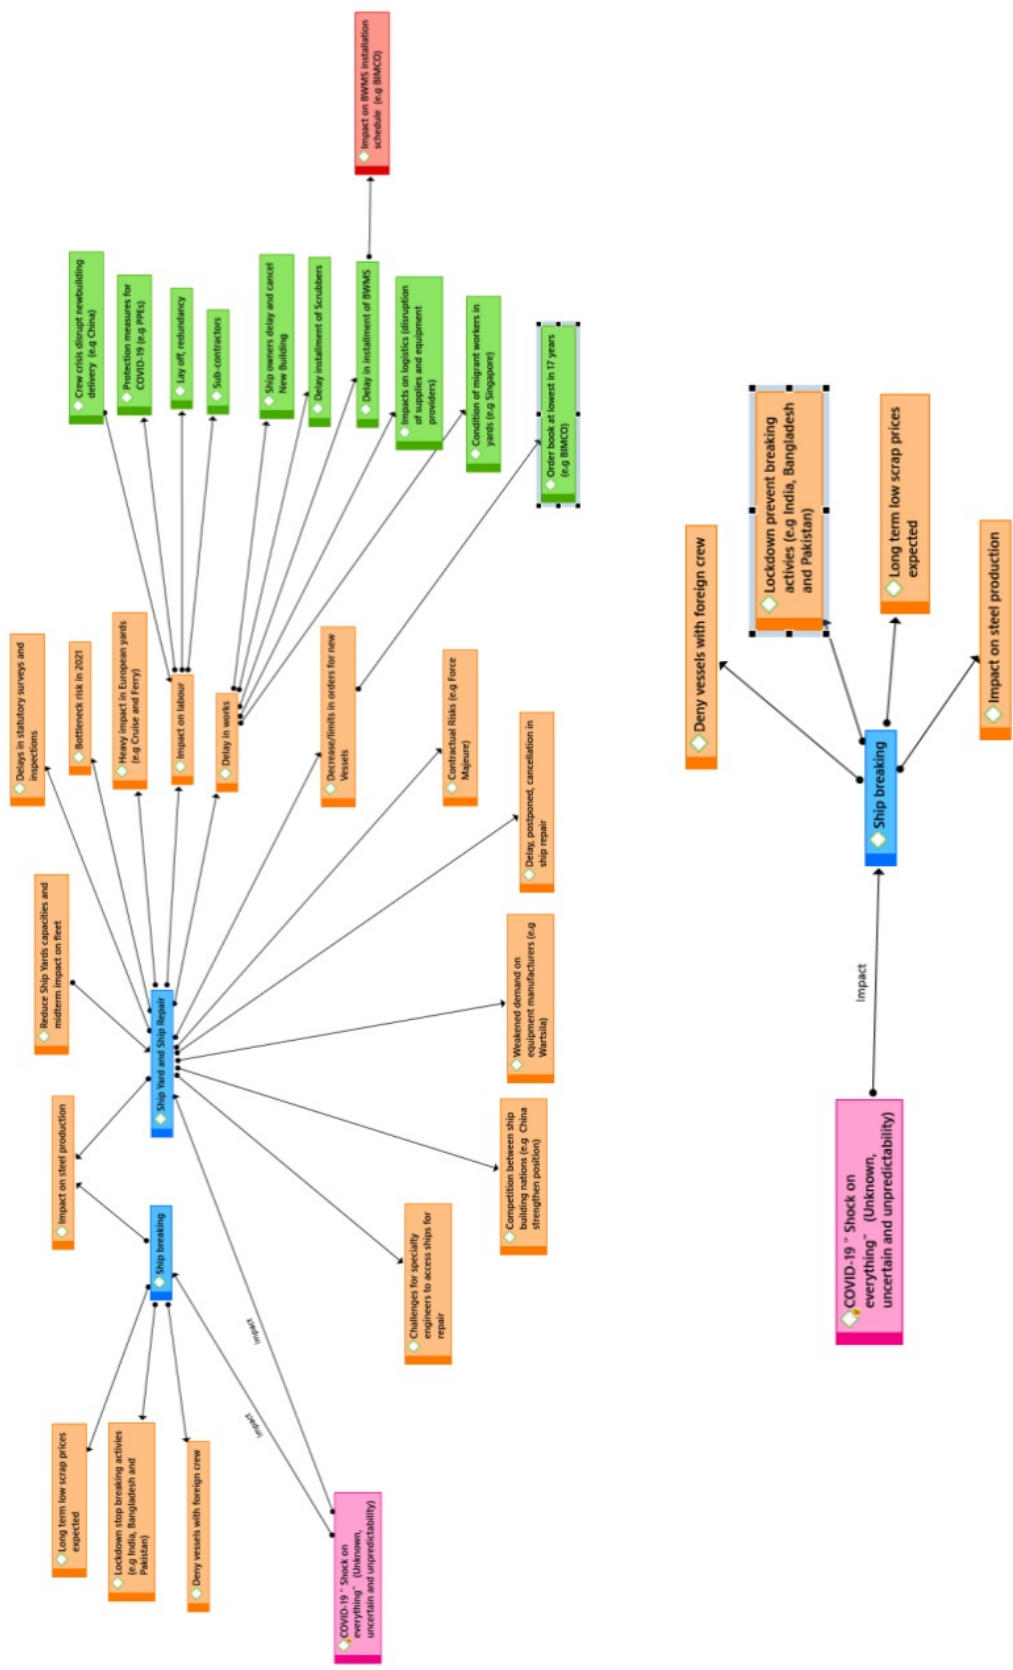 Impact on BWMS installation
schedule  (e.g BIMCO)
Crew crisis disrupt newbuilding
delivery  (e.g China)
Protection measures for
COVID-19 (e.g PPEs)
Lay off, redundancy
Sub-contractors
Ship owners delay and cancel
New Building
Delay installment of Scrubbers
Delay in installment of BWMS
Impacts on logistics (disruption
of supplies and equipment
providers)
Condition of migrant workers in
yards (e.g Singapore)
Order book at lowest in 17 years
(e.g BIMCO)
Delays in statutory surveys and
inspections
Bottleneck risk in 2021
Heavy impact in European yards
(e.g Cruise and Ferry)
Impact on labour
Delay in works
Decrease/limits in orders for new
Vessels
Contractual Risks (e.g Force
Majeure)
Delay, postponed, cancellation in
ship repair
Reduce Ship Yards capacities and
midterm impact on fleet
Ship Yard and Ship Repair
Weakened demand on
equipment manufacturers (e.g
Wartsila)
Impact on steel production
Competition between ship
building nations (e.g China
strengthen position)
Ship breaking
Challenges for specialty
engineers to access ships for
repair
Impact
Impact
Long term low scrap prices
expected
Lockdown stop breaking activies
(e.g India, Bangladesh and
Pakistan)
Deny vessels with foreign crew
COVID-19 " Shock on
everything"  (Unknown,
uncertain and unpredictability)
Deny vessels with foreign crew
Lockdown prevent breaking
activies (e.g India, Bangladesh
and Pakistan)
Long term low scrap prices
expected
Impact on steel production
Ship breaking
Impact
COVID-19 " Shock on
everything"  (Unknown,
uncertain and unpredictability)